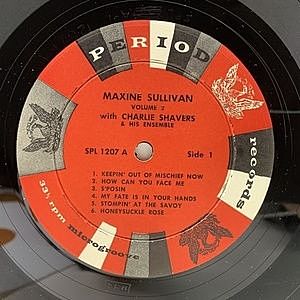 PERIOD
MAXINE SULLIVAN
VOLUME 2
with CHARLIE SHAVERS
& HIS ENSEMBLE
SPL 1207 A
Side 1
1. KEEPIN' OUT OF MISCHIEF NOW
2. HOW CAN YOU FACE ME
3. S'POSIN
4. MY FATE IS IN YOUR HANDS
5. STOMPIN' AT THE SAVOY
6. HONEYSUCKLE ROSE
records
33⅓ rpm microgroove